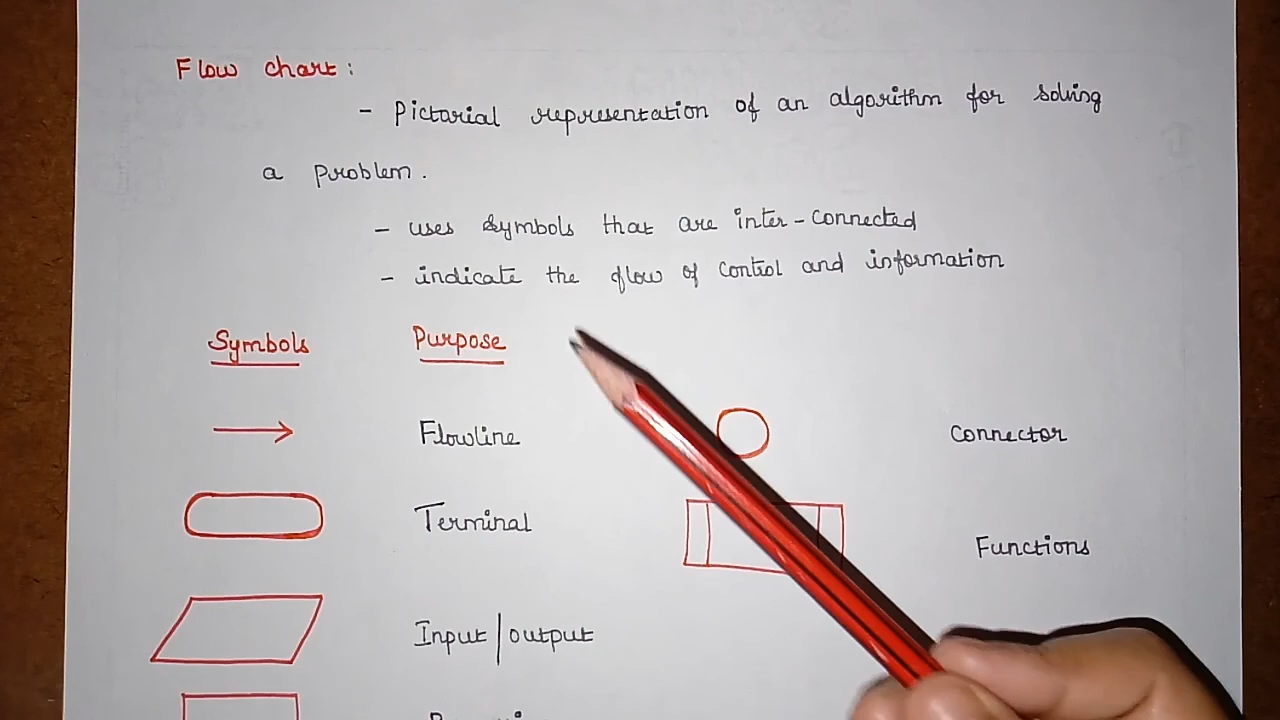 Flow chart:
- Pictorial representation of an algorithm for solving
a problem.
- uses symbols that are inter-connected
- indicate the flow of control and information
Symbols Purpose
Flowline Connector
Terminal
Functions
Input/output